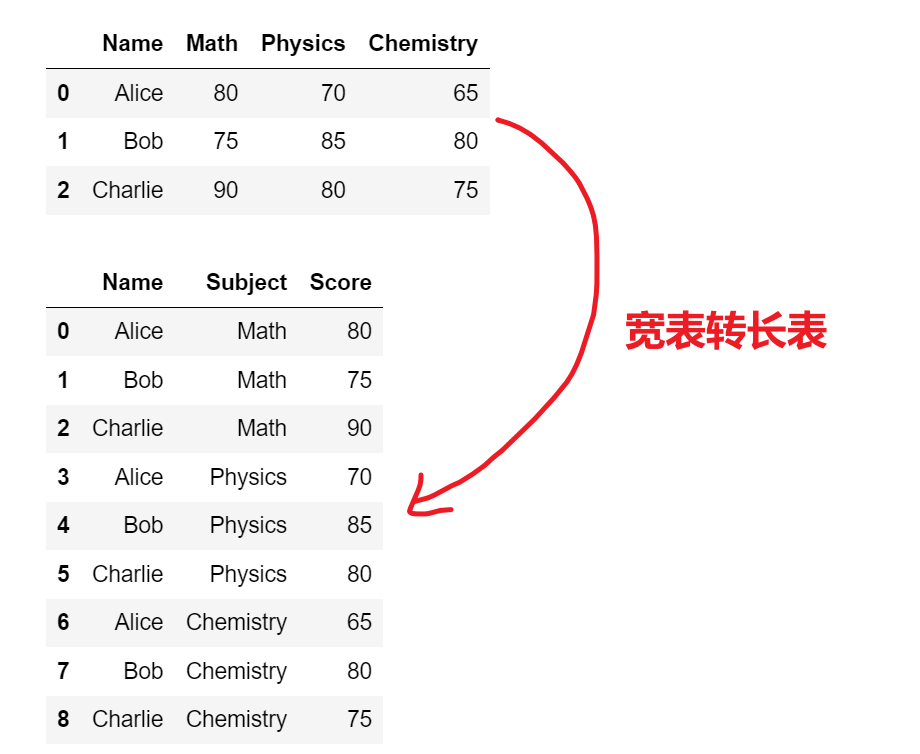 Name Math Physics Chemistry
0 Alice 80 70 65
1 Bob 75 85 80
2 Charlie 90 80 75
Name Subject Score
0 Alice Math 80
1 Bob Math 75
2 Charlie Math 90
3 Alice Physics 70
4 Bob Physics 85
5 Charlie Physics 80
6 Alice Chemistry 65
7 Bob Chemistry 80
8 Charlie Chemistry 75
宽表转长表